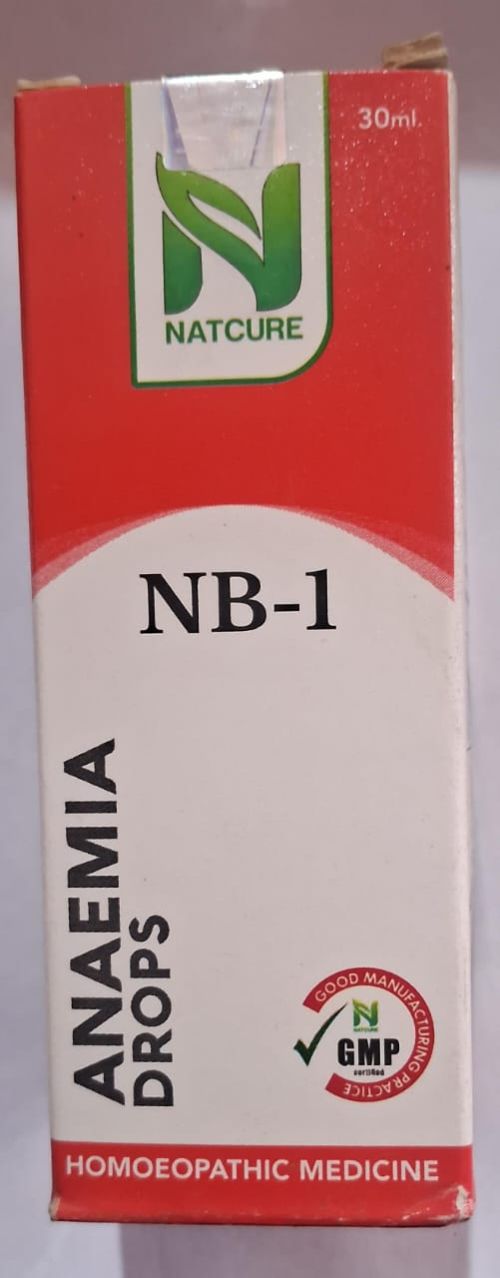 30ml.
NATCURE
NB-1
ANAEMIA
DROPS
GOOD MANUFACTURING PRACTICE
N
NATCURE
GMP
certified
HOMOEOPATHIC MEDICINE